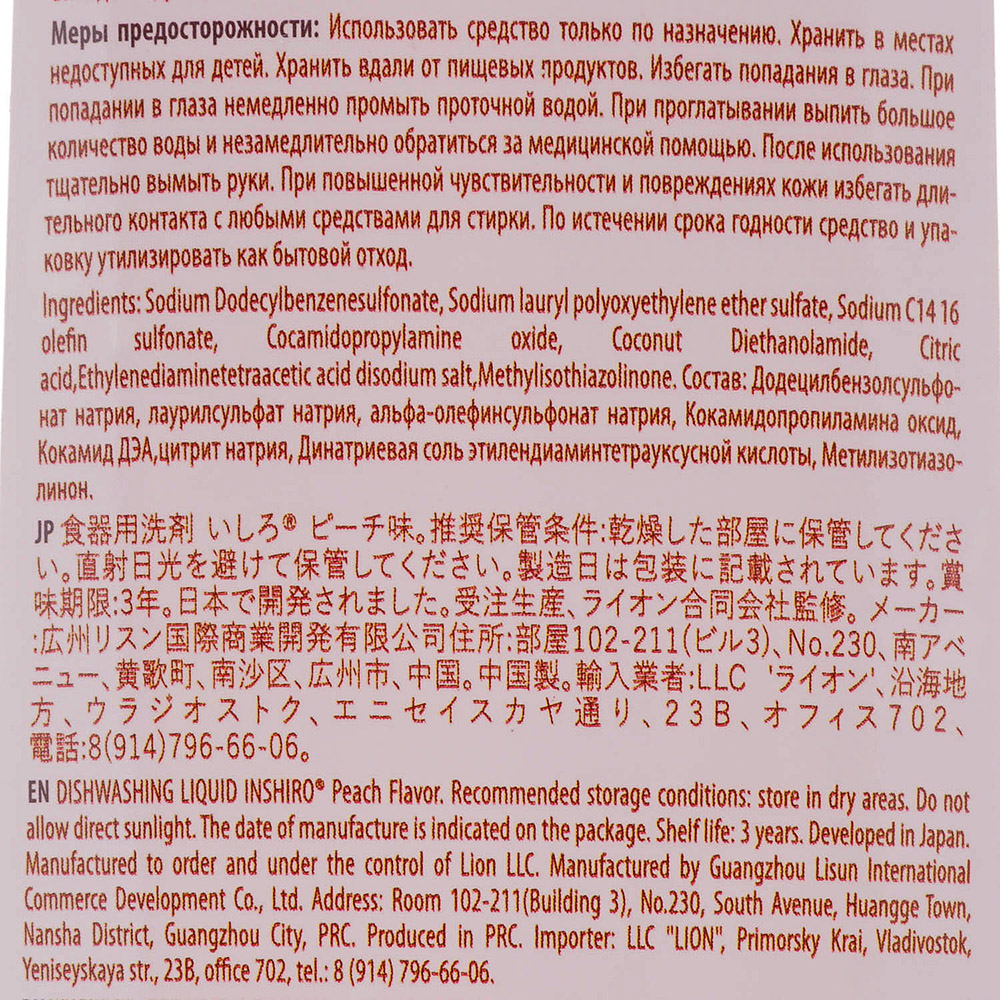 Меры предосторожности: Использовать средство только по назначению. Хранить в местах
недоступных для детей. Хранить вдали от пищевых продуктов. Избегать попадания в глаза. При
попадании в глаза немедленно промыть проточной водой. При проглатывании выпить большое
количество воды и незамедлительно обратиться за медицинской помощью. После использования
тщательно вымыть руки. При повышенной чувствительности и повреждениях кожи избегать дли-
тельного контакта с любыми средствами для стирки. По истечении срока годности средство и упа-
ковку утилизировать как бытовой отход.
Ingredients: Sodium Dodecylbenzenesulfonate, Sodium lauryl polyoxyethylene ether sulfate, Sodium C14 16
olefin sulfonate, Cocamidopropylamine oxide, Coconut Diethanolamide, Citric
acid,Ethylenediaminetetraacetic acid disodium salt,Methylisothiazolinone. Состав: Додецилбензолсульфо-
нат натрия, лаурилсульфат натрия, альфа-олефинсульфонат натрия, Кокамидопропиламина оксид,
Кокамид ДЭА,цитрит натрия, Динатриевая соль этилендиаминтетрауксусной кислоты, Метилизотиазо-
линон.
JP 食器用洗剤 いしろ® ピーチ味。推奨保管条件:乾燥した部屋に保管してくださ
い。直射日光を避けて保管してください。製造日は包装に記載されています。賞
味期限:3年。日本で開発されました。受注生産、ライオン合同会社監修。メーカー
:広州リスン国際商業開発有限公司住所:部屋102-211(ビル3)、No.230、南アベ
ニュー、黄歌町、南沙区、広州市、中国。中国製。輸入業者:LLC 'ライオン'、沿海地
方、ウラジオストク、エニセイスカヤ通り、23B、オフィス702、
電話:8(914)796-66-06。
EN DISHWASHING LIQUID INSHIRO® Peach Flavor. Recommended storage conditions: store in dry areas. Do not
allow direct sunlight. The date of manufacture is indicated on the package. Shelf life: 3 years. Developed in Japan.
Manufactured to order and under the control of Lion LLC. Manufactured by Guangzhou Lisun International
Commerce Development Co., Ltd. Address: Room 102-211(Building 3), No.230, South Avenue, Huangge Town,
Nansha District, Guangzhou City, PRC. Produced in PRC. Importer: LLC "LION", Primorsky Krai, Vladivostok,
Yeniseyskaya str., 23B, office 702, tel.: 8 (914) 796-66-06.